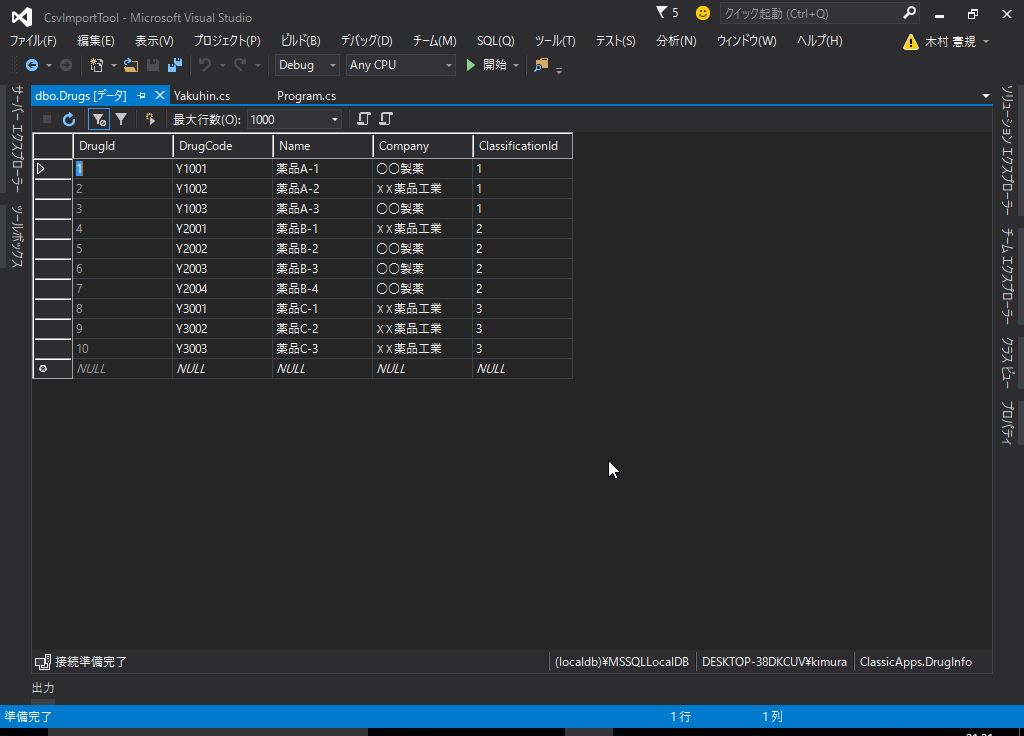 CsvImportTool - Microsoft Visual Studio
5
クイック起動 (Ctrl+Q)
ファイル(F) 編集(E) 表示(V) プロジェクト(P) ビルド(B) デバッグ(D) チーム(M) SQL(Q) ツール(T) テスト(S) 分析(N) ウィンドウ(W) ヘルプ(H) 木村 憲規
Debug Any CPU 開始
サーバー エクスプローラー
ツールボックス
dbo.Drugs [データ] Yakuhin.cs Program.cs
最大行数(O): 1000
DrugId DrugCode Name Company ClassificationId
1 Y1001 薬品A-1 〇〇製薬 1
2 Y1002 薬品A-2 ☓☓薬品工業 1
3 Y1003 薬品A-3 〇〇製薬 1
4 Y2001 薬品B-1 ☓☓薬品工業 2
5 Y2002 薬品B-2 〇〇製薬 2
6 Y2003 薬品B-3 〇〇製薬 2
7 Y2004 薬品B-4 〇〇製薬 2
8 Y3001 薬品C-1 ☓☓薬品工業 3
9 Y3002 薬品C-2 ☓☓薬品工業 3
10 Y3003 薬品C-3 ☓☓薬品工業 3
NULL NULL NULL NULL NULL
ソリューション エクスプローラー
チーム エクスプローラー
クラス ビュー
プロパティ
接続準備完了 (localdb)¥MSSQLLocalDB DESKTOP-38DKCUV¥kimura ClassicApps.DrugInfo
出力
準備完了 1 行 1 列